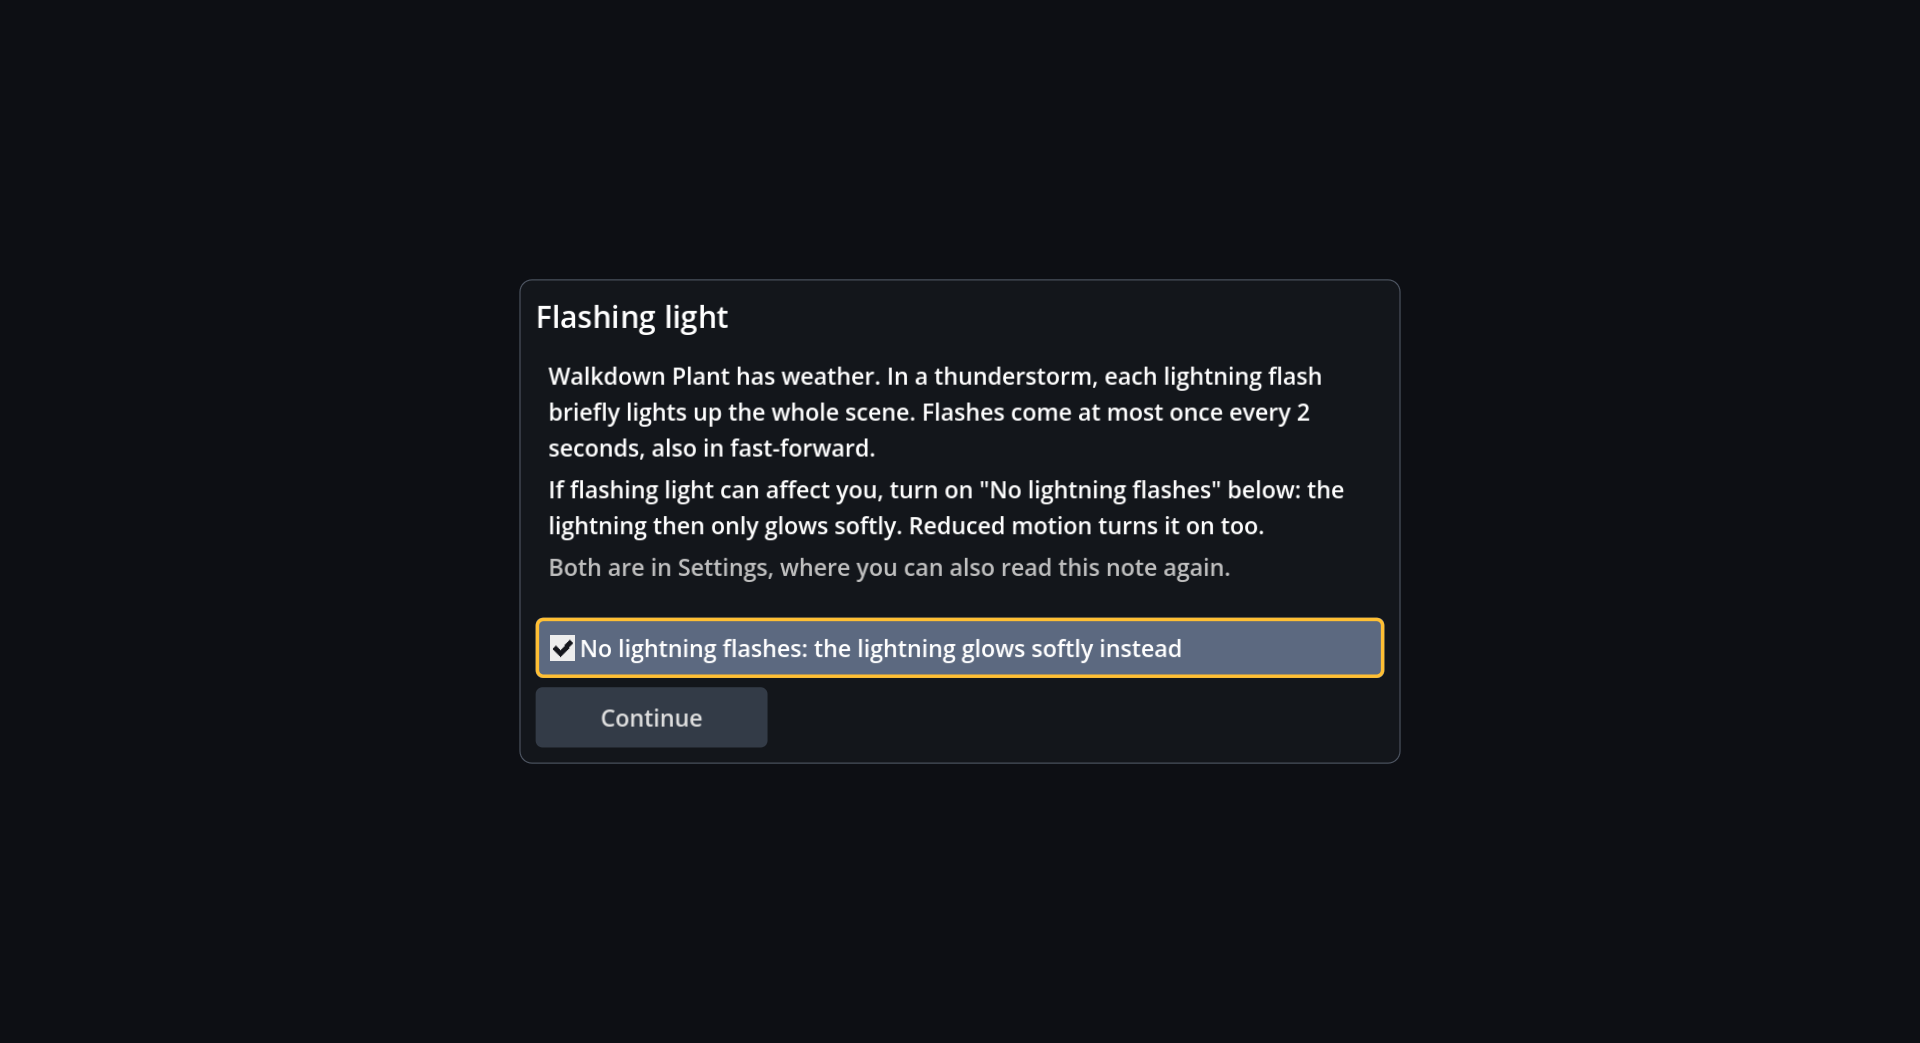 Flashing light
Walkdown Plant has weather. In a thunderstorm, each lightning flash
briefly lights up the whole scene. Flashes come at most once every 2
seconds, also in fast-forward.
If flashing light can affect you, turn on "No lightning flashes" below: the
lightning then only glows softly. Reduced motion turns it on too.
Both are in Settings, where you can also read this note again.
No lightning flashes: the lightning glows softly instead
Continue